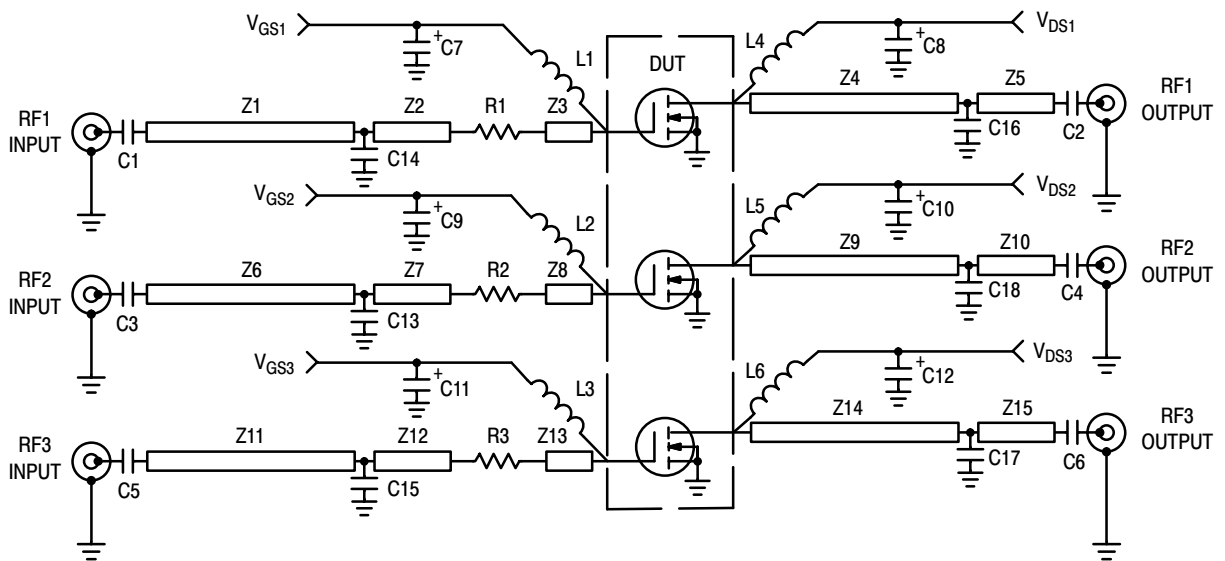 VGS1
+
C7
L1
DUT
L4
+
C8
VDS1
RF1
INPUT
C1
Z1
C14
Z2
R1
Z3
Z4
C16
Z5
C2
RF1
OUTPUT
VGS2
+
C9
L2
L5
+
C10
VDS2
RF2
INPUT
C3
Z6
C13
Z7
R2
Z8
Z9
C18
Z10
C4
RF2
OUTPUT
VGS3
+
C11
L3
L6
+
C12
VDS3
RF3
INPUT
C5
Z11
C15
Z12
R3
Z13
Z14
C17
Z15
C6
RF3
OUTPUT